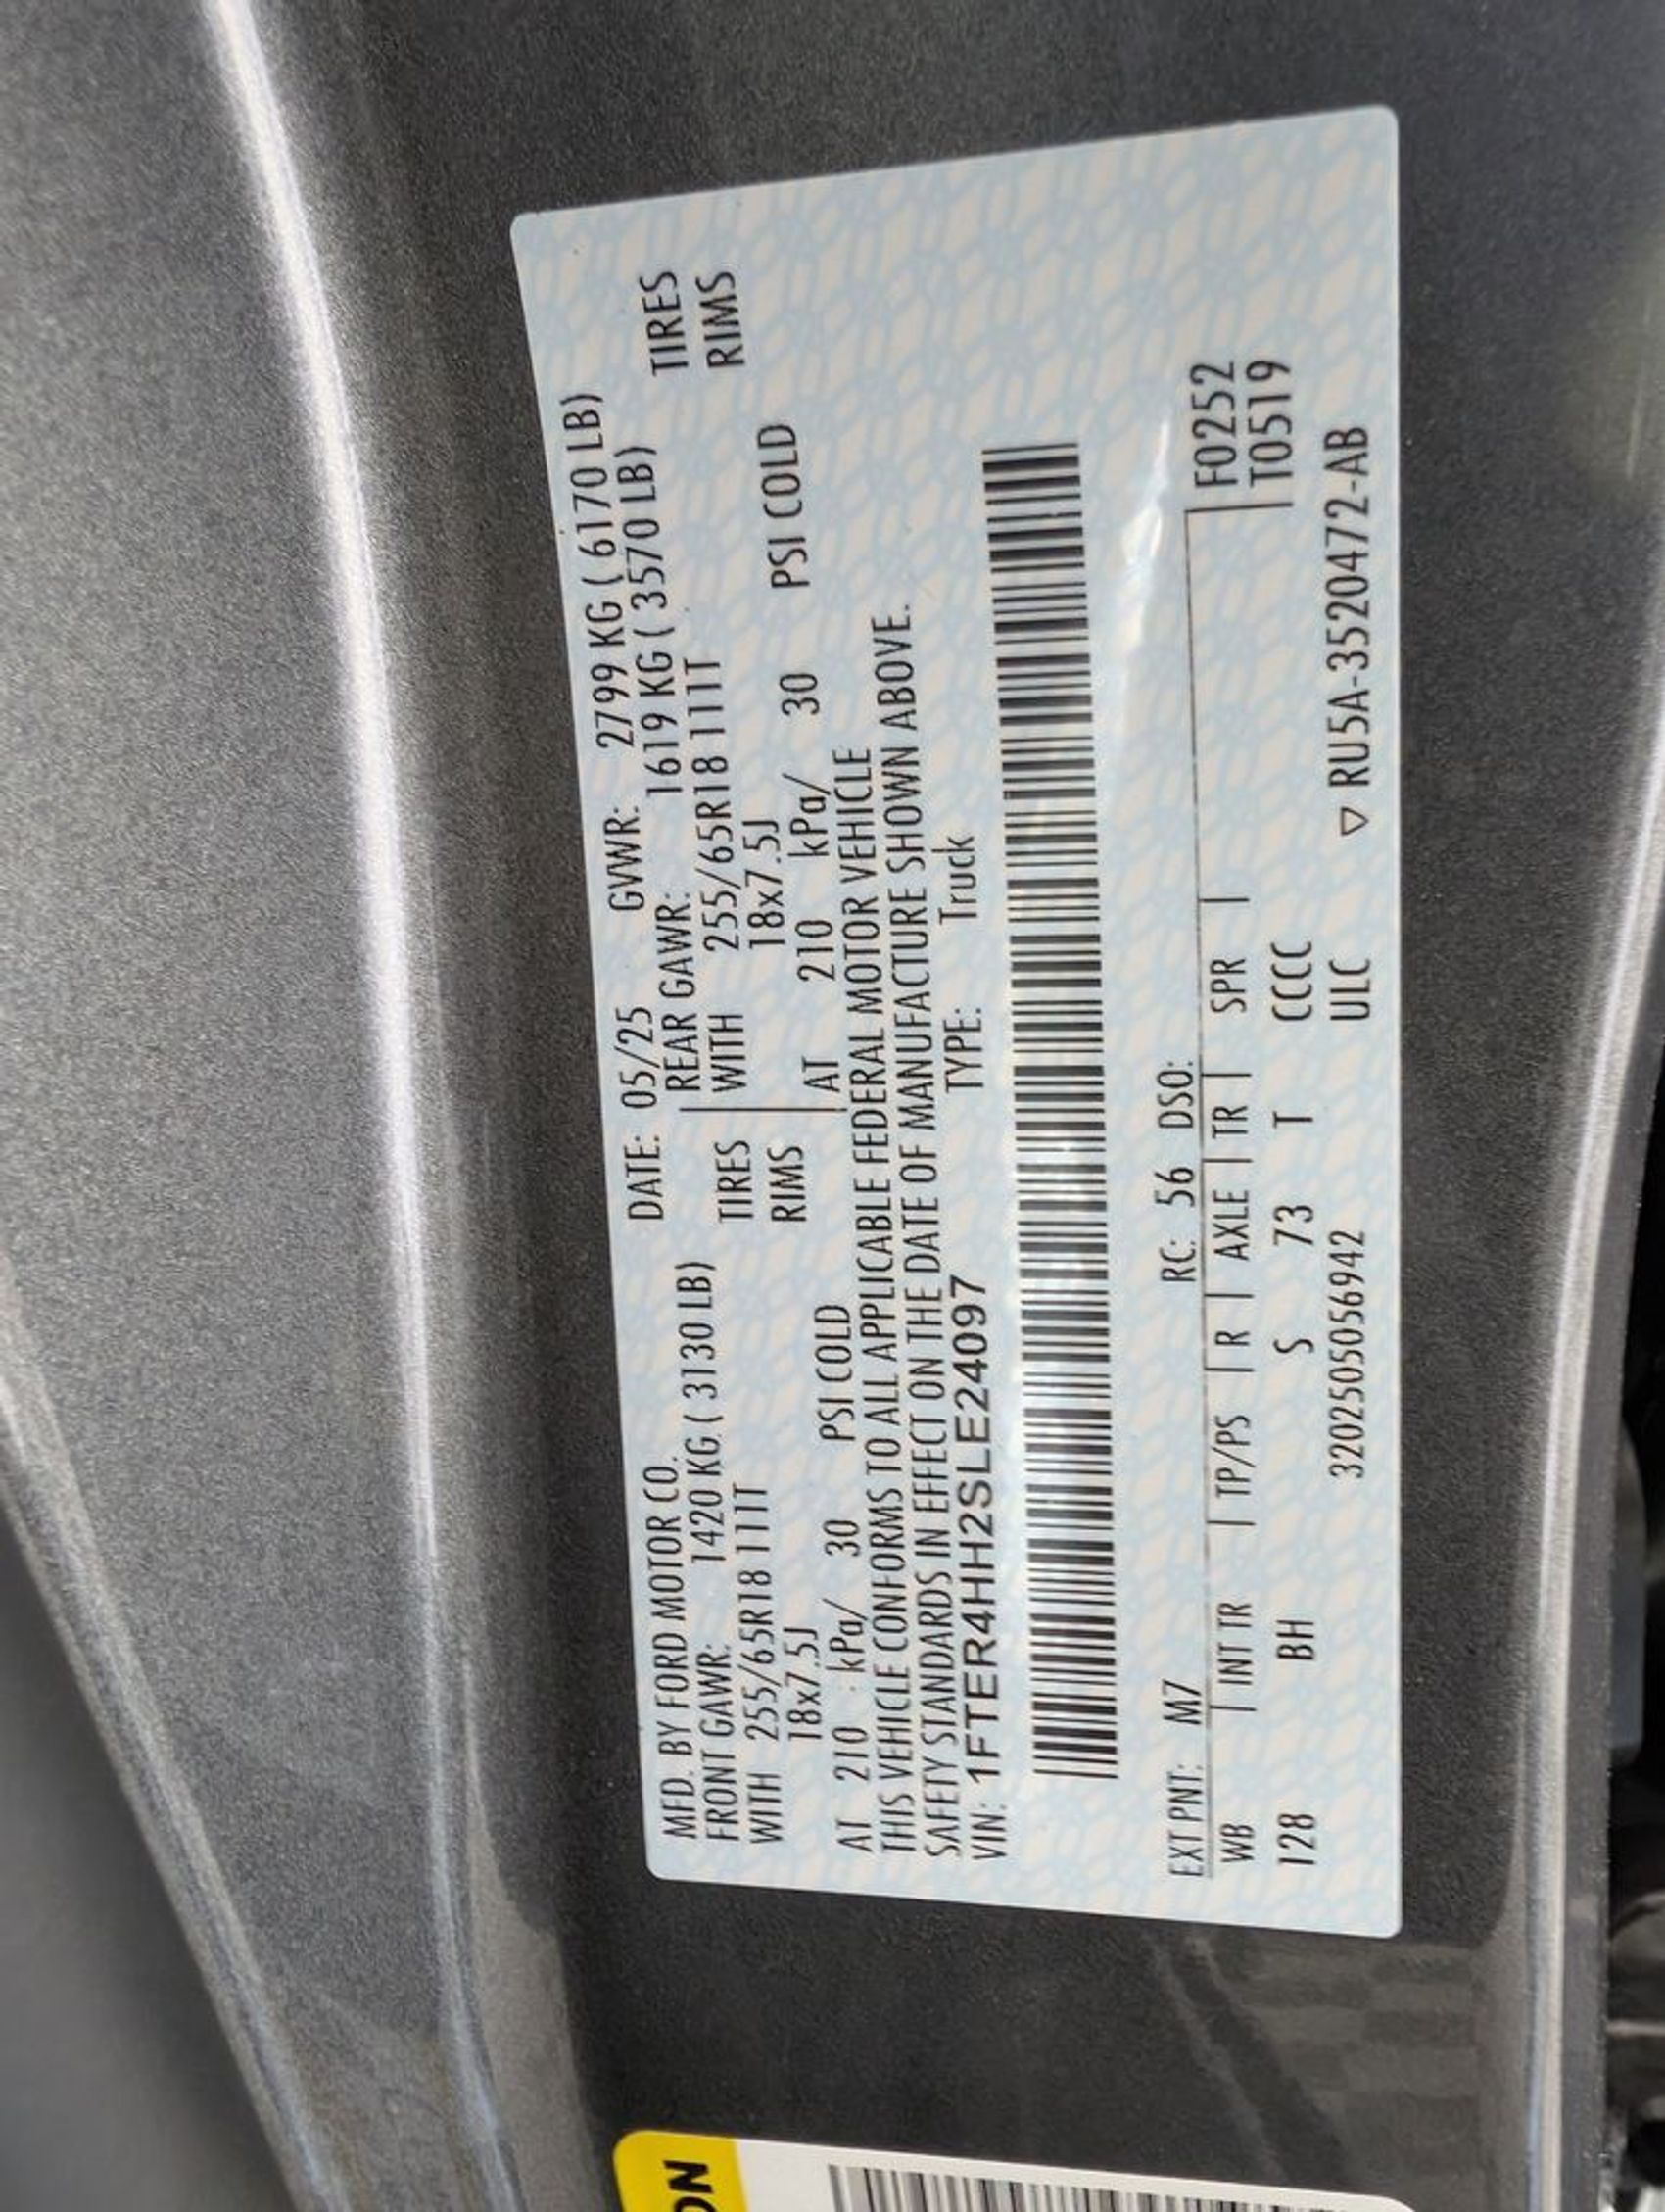 MFD. BY FORD MOTOR CO. DATE: 05/25 GVWR: 2799 KG ( 6170 LB)
FRONT GAWR: 1420 KG ( 3130 LB) REAR GAWR: 1619 KG ( 3570 LB)
WITH 255/65R18 111T TIRES WITH 255/65R18 111T TIRES
18x7.5J RIMS 18x7.5J RIMS
AT 210 kPa/ 30 PSI COLD AT 210 kPa/ 30 PSI COLD
THIS VEHICLE CONFORMS TO ALL APPLICABLE FEDERAL MOTOR VEHICLE
SAFETY STANDARDS IN EFFECT ON THE DATE OF MANUFACTURE SHOWN ABOVE.
VIN: 1FTER4HH2SLE24097 TYPE: Truck
EXT PNT: M7 RC: 56 DSO:
WB | INT TR | TP/PS | R | AXLE | TR | SPR | F0252
128 BH S 73 T CCCC T0519
320250505056942 ULC ▽ RU5A-3520472-AB